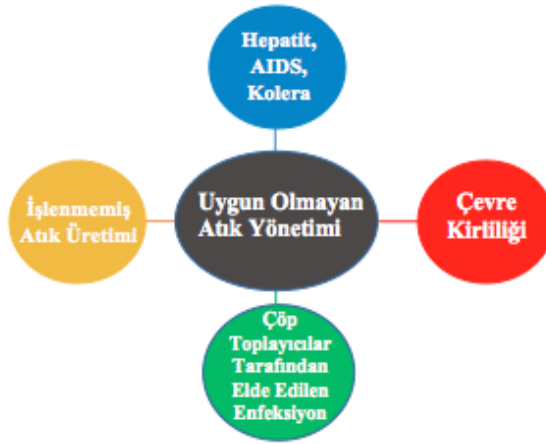 Hepatit,
AIDS,
Kolera
İşlenmemiş
Atık Üretimi
Uygun Olmayan
Atık Yönetimi
Çevre
Kirliliği
Çöp
Toplayıcılar
Tarafından
Elde Edilen
Enfeksiyon